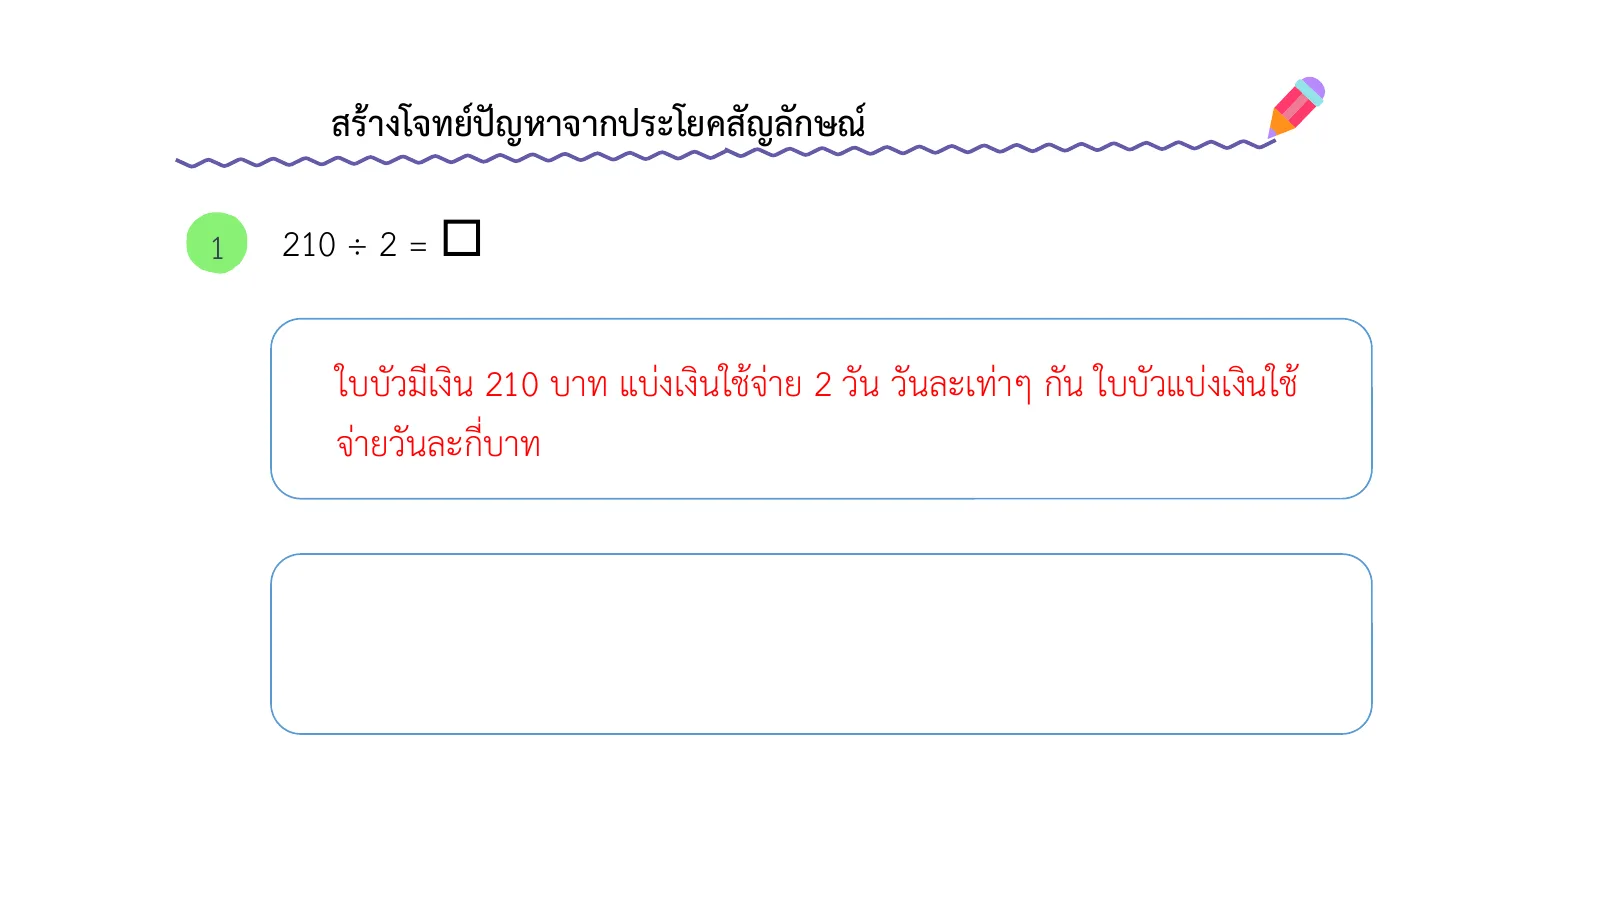 สร้างโจทย์ปัญหาจากประโยคสัญลักษณ์
1 210 ÷ 2 = □
ใบบัวมีเงิน 210 บาท แบ่งเงินใช้จ่าย 2 วัน วันละเท่าๆ กัน ใบบัวแบ่งเงินใช้
จ่ายวันละกี่บาท